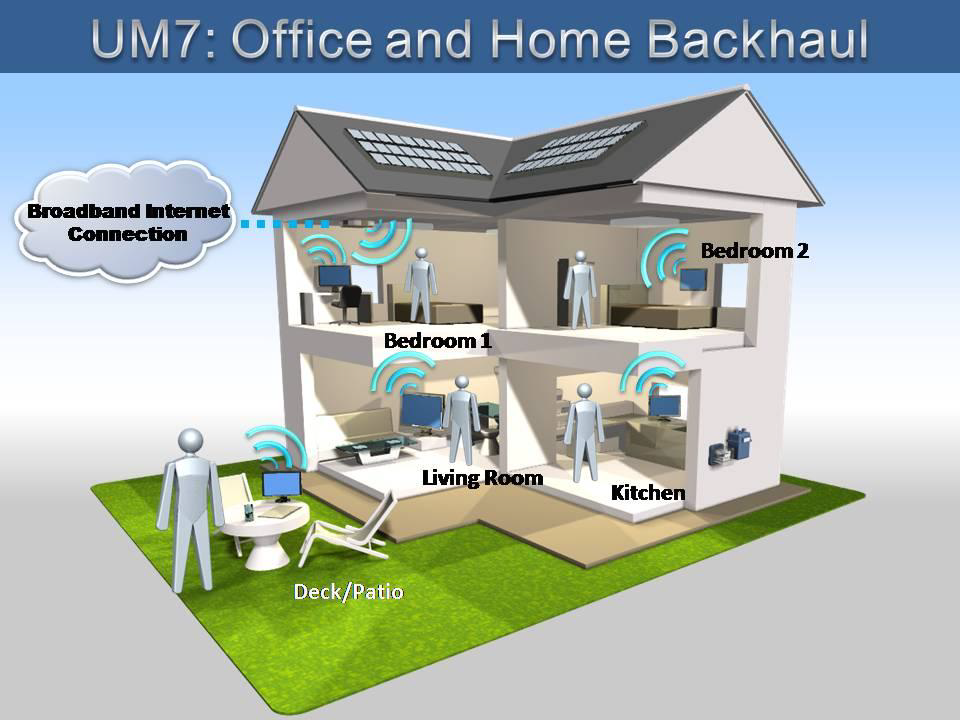 UM7: Office and Home Backhaul
Broadband Internet
Connection
Bedroom 2
Bedroom 1
Living Room
Kitchen
Deck/Patio